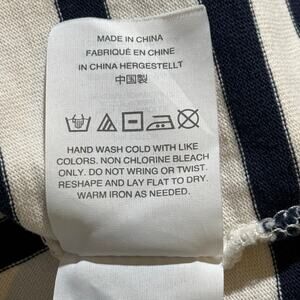 MADE IN CHINA
FABRIQUÉ EN CHINE
IN CHINA HERGESTELLT
中国製
HAND WASH COLD WITH LIKE
COLORS. NON CHLORINE BLEACH
ONLY. DO NOT WRING OR TWIST.
RESHAPE AND LAY FLAT TO DRY.
WARM IRON AS NEEDED.